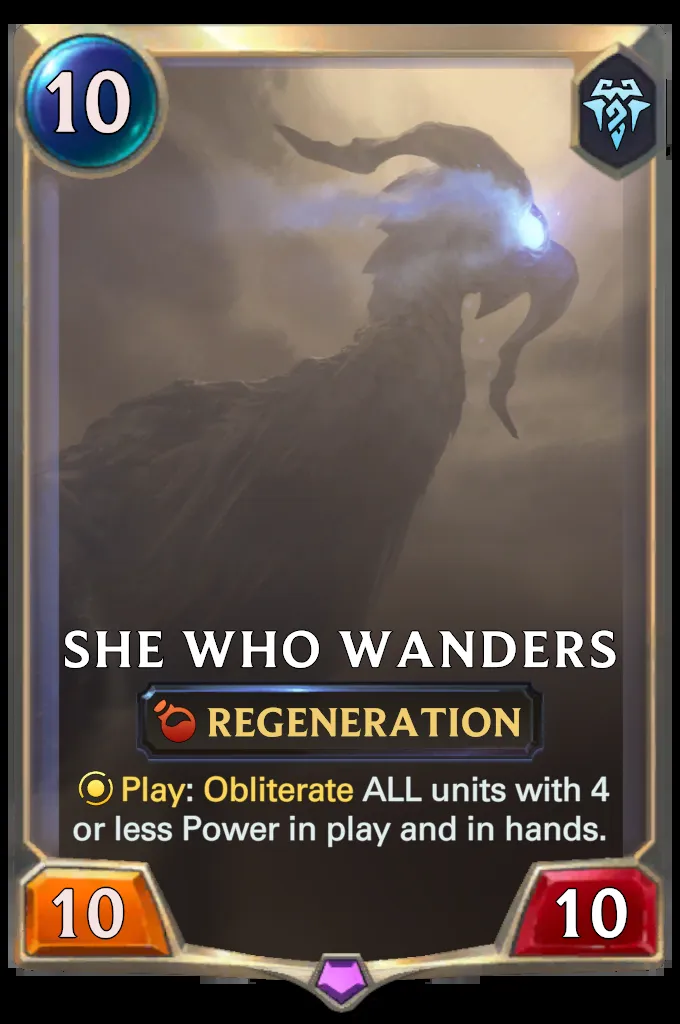 10
SHE WHO WANDERS
REGENERATION
Play: Obliterate ALL units with 4
or less Power in play and in hands.
10
10